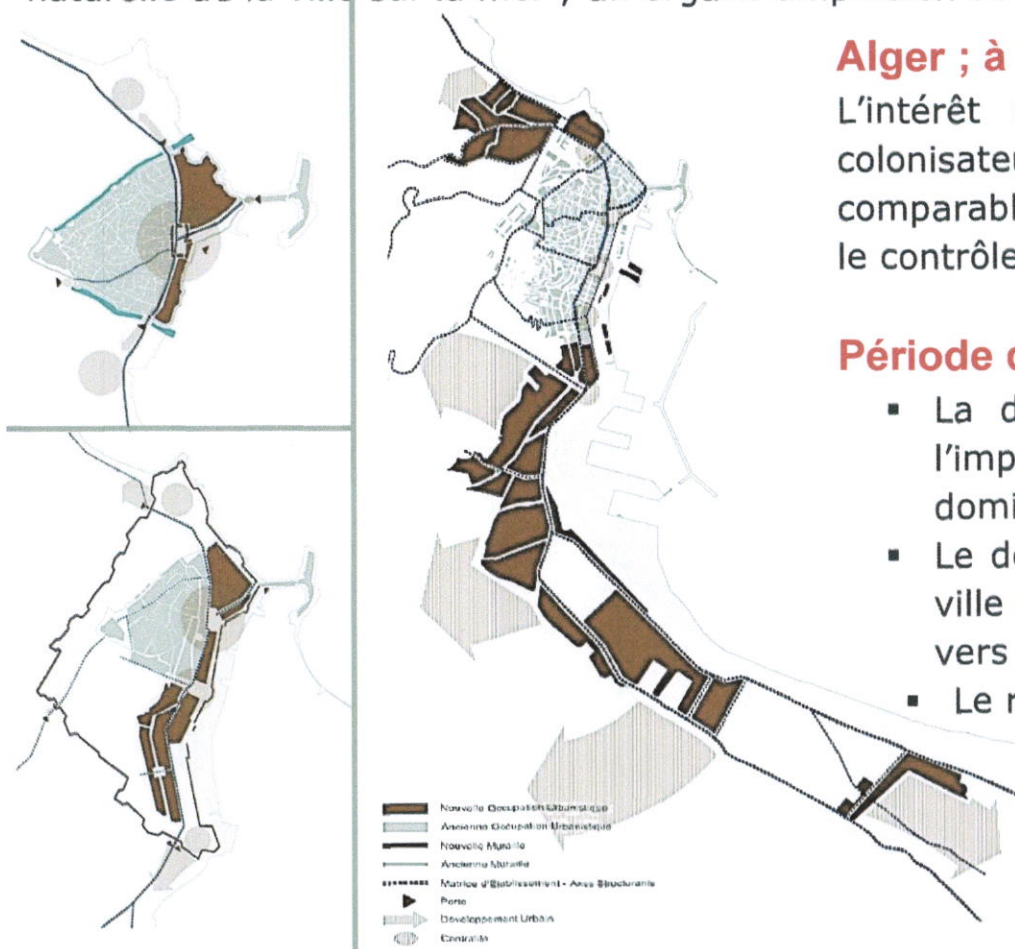 Alger ; à
L'intérêt
colonisateu
comparabl
le contrôle
Période d
▪ La d
l'imp
domi
▪ Le de
ville
vers
▪ Le r
Nouvelle Occupation Urbanistique
Ancienne Occupation Urbanistique
Nouvelle Muraille
Ancienne Muraille
Matrice d'Etablissement - Axes Structurants
Porte
Développement Urbain
Centralité